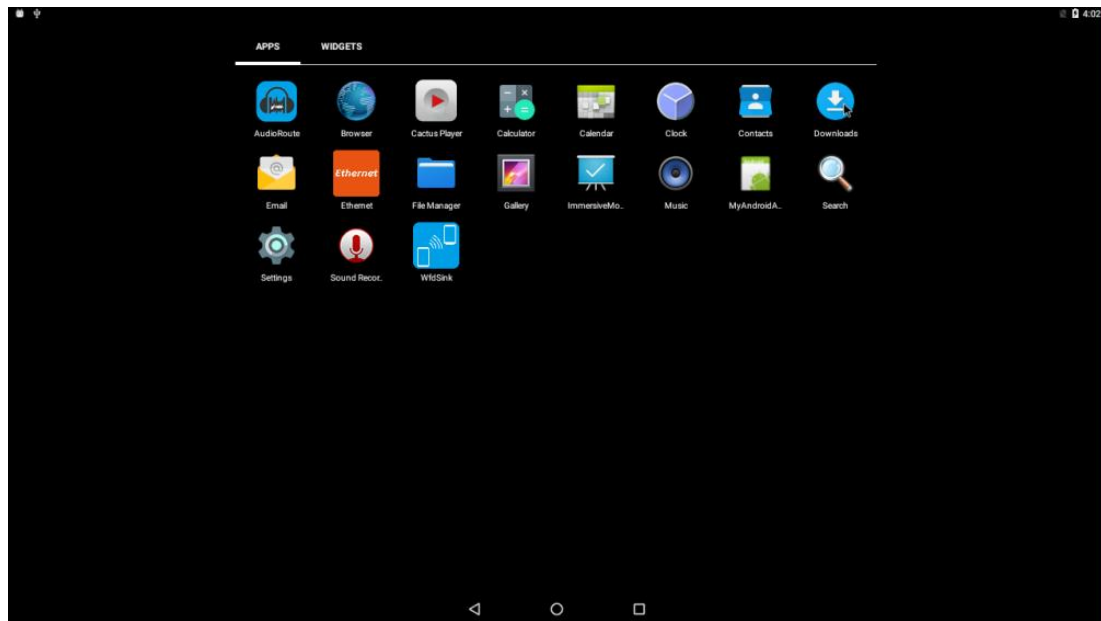 4:02
APPS WIDGETS
AudioRoute Browser Cactus Player Calculator Calendar Clock Contacts Downloads
Ethernet
Email Ethernet File Manager Gallery ImmersiveMo.. Music MyAndroidA.. Search
Settings Sound Recor.. WfdSink